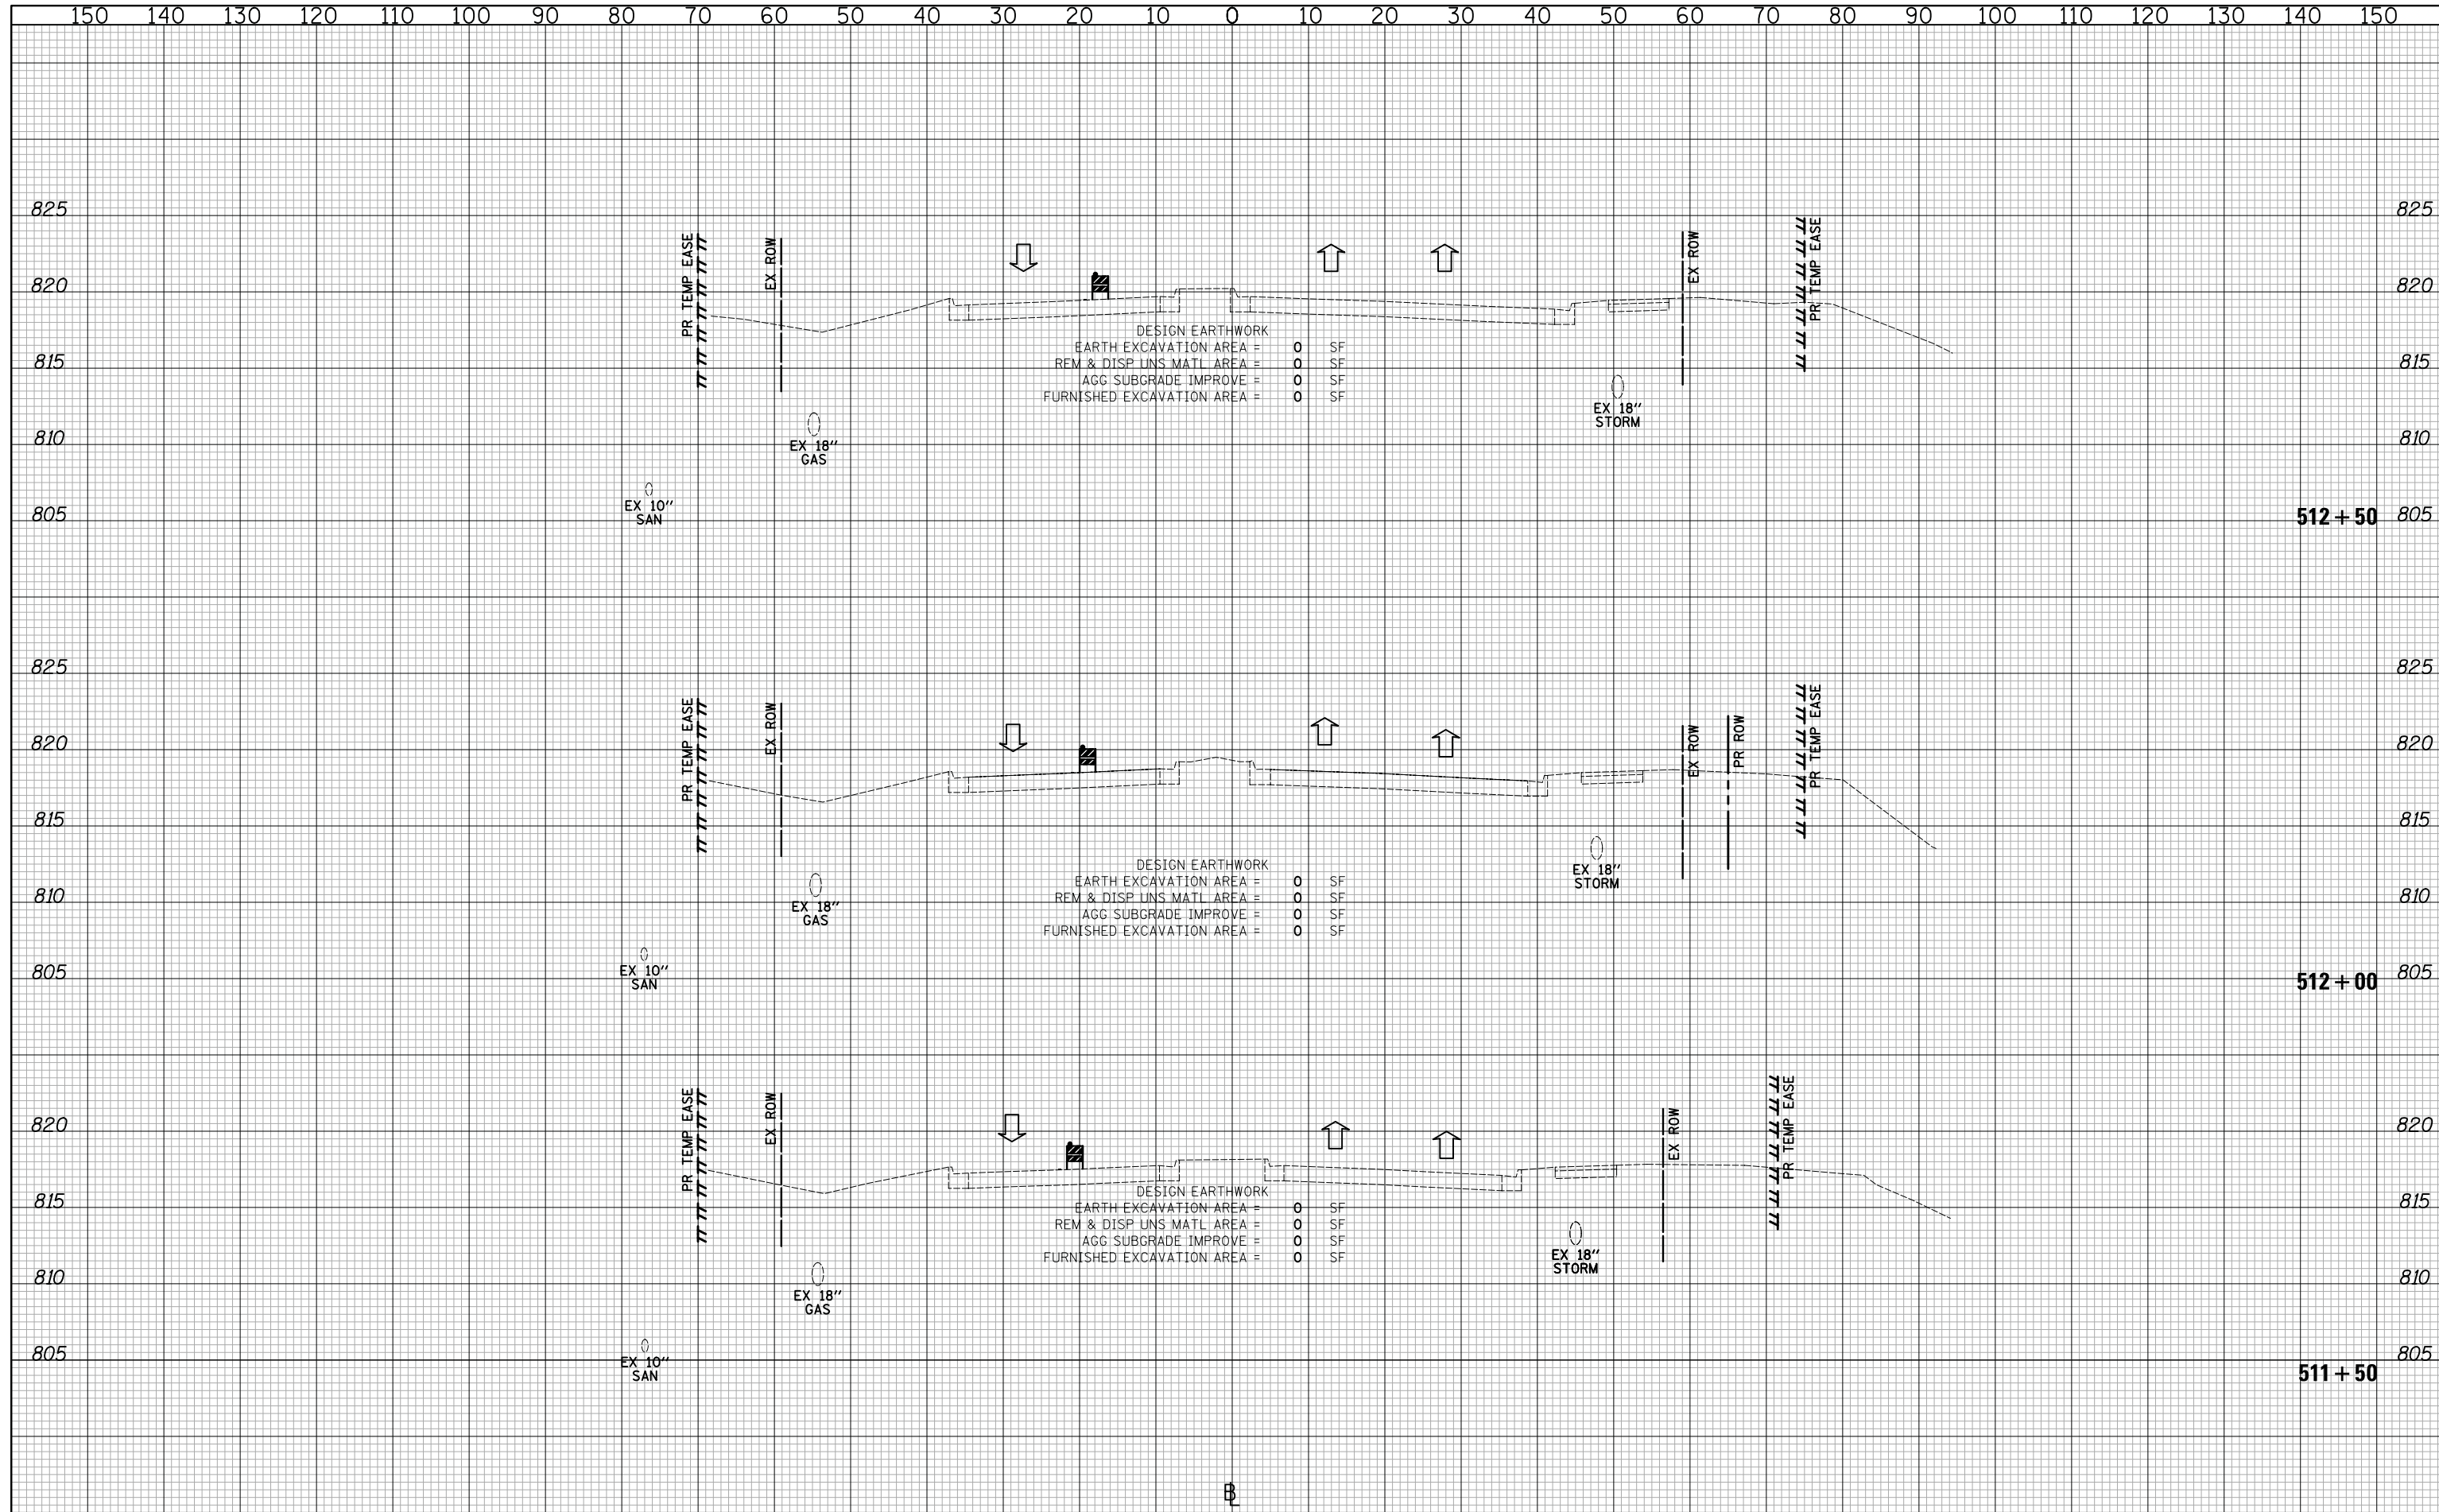 150 140 130 120 110 100 90 80 70 60 50 40 30 20 10 0 10 20 30 40 50 60 70 80 90 100 110 120 130 140 150
825 825
PR TEMP EASE
EX ROW
EX ROW
PR TEMP EASE
820 820
DESIGN EARTHWORK
EARTH EXCAVATION AREA = 0 SF
REM & DISP UNS MATL AREA = 0 SF
AGG SUBGRADE IMPROVE = 0 SF
FURNISHED EXCAVATION AREA = 0 SF
815 815
EX 18"
STORM
810 810
EX 18"
GAS
EX 10"
SAN
805 512+50 805
825 825
PR TEMP EASE
EX ROW
EX ROW
PR ROW
PR TEMP EASE
820 820
815 815
DESIGN EARTHWORK
EARTH EXCAVATION AREA = 0 SF
REM & DISP UNS MATL AREA = 0 SF
AGG SUBGRADE IMPROVE = 0 SF
FURNISHED EXCAVATION AREA = 0 SF
EX 18"
STORM
810 810
EX 18"
GAS
EX 10"
SAN
805 512+00 805
PR TEMP EASE
EX ROW
EX ROW
PR TEMP EASE
820 820
815 815
DESIGN EARTHWORK
EARTH EXCAVATION AREA = 0 SF
REM & DISP UNS MATL AREA = 0 SF
AGG SUBGRADE IMPROVE = 0 SF
FURNISHED EXCAVATION AREA = 0 SF
EX 18"
STORM
810 810
EX 18"
GAS
EX 10"
SAN
805 805
511+50
BL